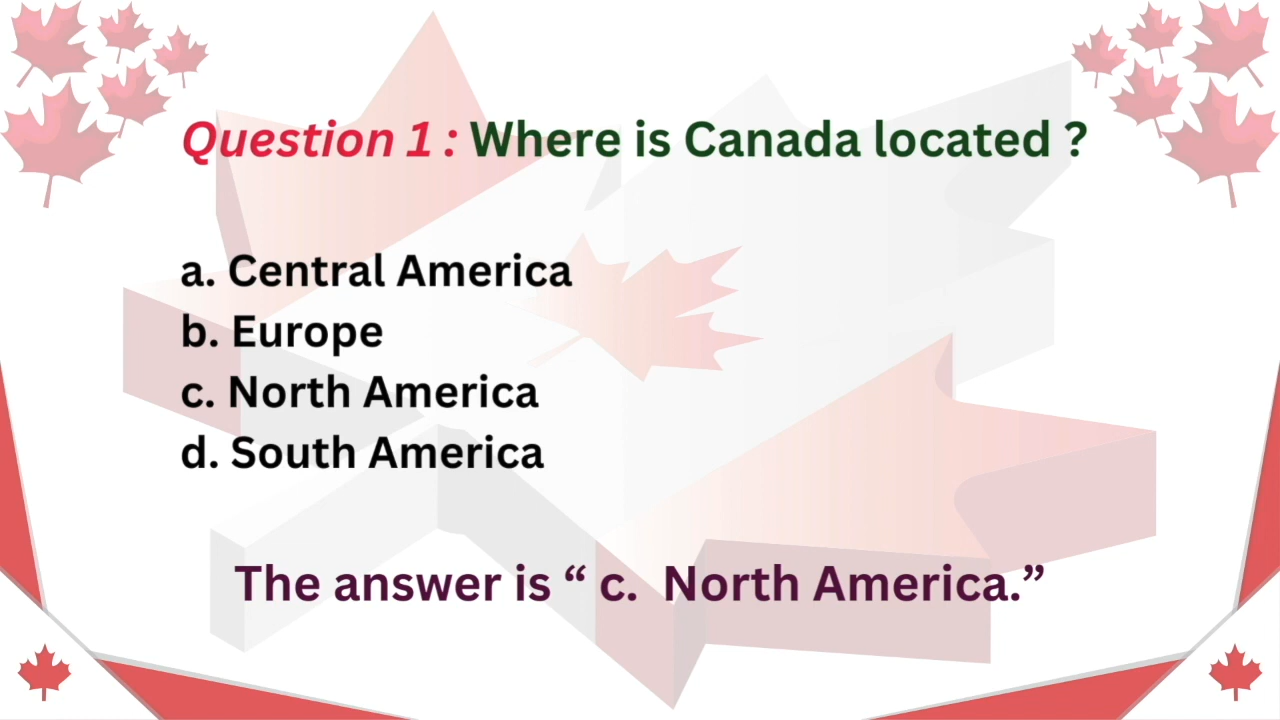 Question 1 : Where is Canada located ?
a. Central America
b. Europe
c. North America
d. South America
The answer is “ c. North America.”